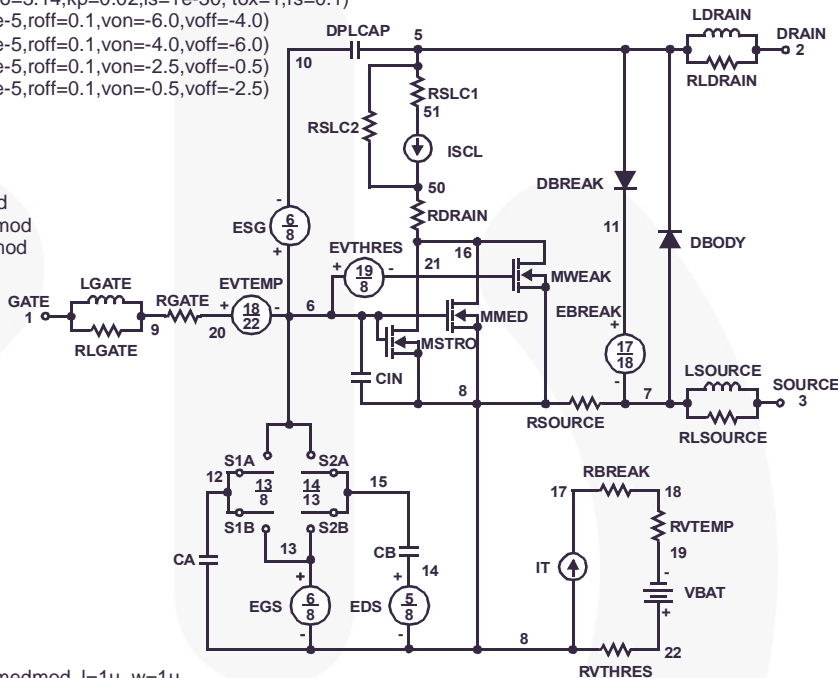 o=3.14,kp=0.02,is=1e-30, tox=1,rs=0.1)
e-5,roff=0.1,von=-6.0,voff=-4.0)
e-5,roff=0.1,von=-4.0,voff=-6.0)
e-5,roff=0.1,von=-2.5,voff=-0.5)
e-5,roff=0.1,von=-0.5,voff=-2.5)
d
mod
mod
LDRAIN
DPLCAP 5 DRAIN
10 2
RSLC1 RLDRAIN
51
RSLC2
ISCL
DBREAK
50
- RDRAIN
ESG 6 8 11 DBODY
+ EVTHRES 16
+ 19 8 - 21 MWEAK
LGATE EVTEMP
GATE RGATE + 18 22 - 6 EBREAK
1 MMED +
9 20 MSTRO 17 18
RLGATE LSOURCE
CIN - SOURCE
8 7 3
RSOURCE RLSOURCE
S1A S2A
12 13 8 14 13 15 RBREAK
17 18
S1B S2B RVTEMP
13 CB 19
CA IT -
+ + 14 VBAT
EGS 6 8 EDS 5 8 +
- - 8 22
RVTHRES
medmod l=1u w=1u